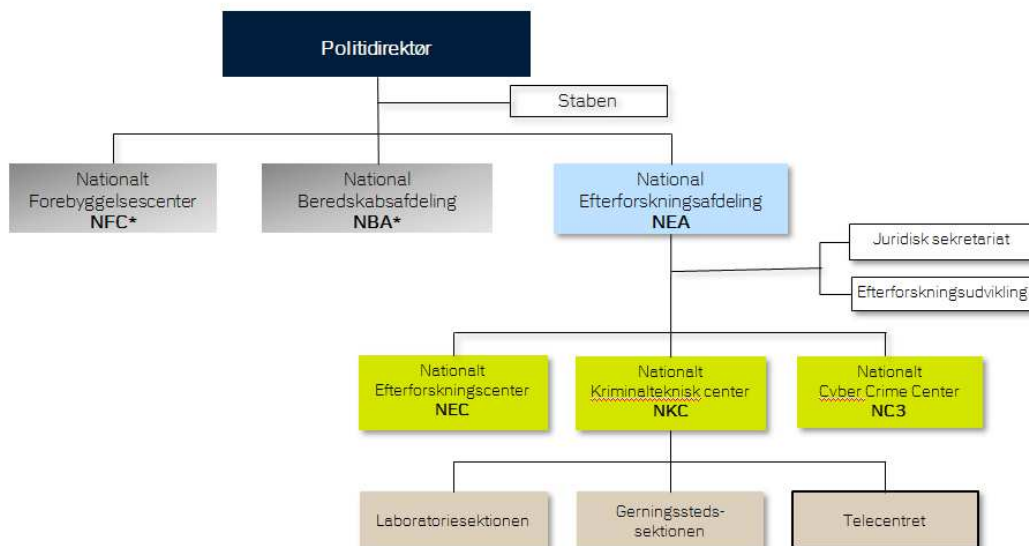 Politidirektør
Staben
Nationalt
Forebyggelsescenter
NFC*
National
Beredskabsafdeling
NBA*
National
Efterforskningsafdeling
NEA
Juridisk sekretariat
Efterforskningsudvikling
Nationalt
Efterforskningscenter
NEC
Nationalt
Kriminalteknisk center
NKC
Nationalt
Cyber Crime Center
NC3
Laboratoriesektionen
Gerningssteds-
sektionen
Telecentret